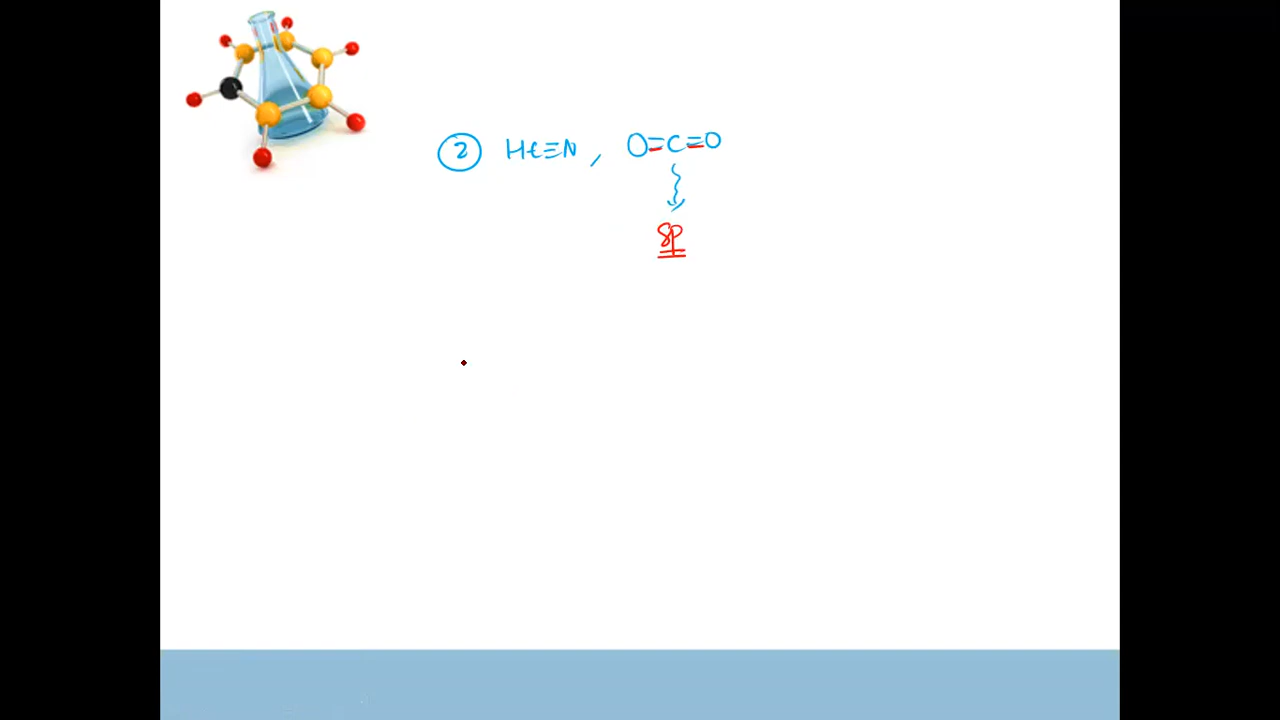 ② HC≡N , O=C=O
SP